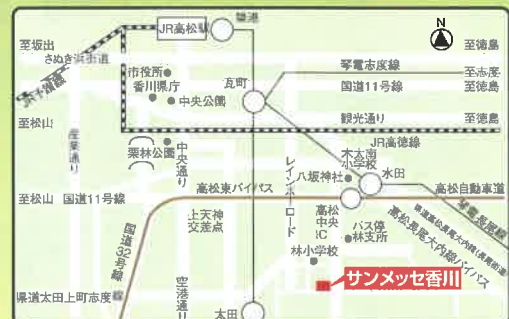 JR高松駅
築港
N
至坂出
さぬき浜街道
至徳島
琴電志度線
至志度
JR予讃線
市役所
香川県庁
中央公園
瓦町
国道11号線
至徳島
至松山
観光通り
至徳島
産業通り
JR高徳線
栗林公園
中央通り
レインボーロード
木太南
小学校
八坂神社
水田
至松山
国道11号線
高松東バイパス
高松自動車道
上天神
交差点
高松
中央
IC
バス停
林支所
琴電長尾線
県道高松長尾大内線(長尾街道)
高松長尾大内線バイパス
国道32号線
林小学校
サンメッセ香川
空港通り
県道太田上町志度線
太田